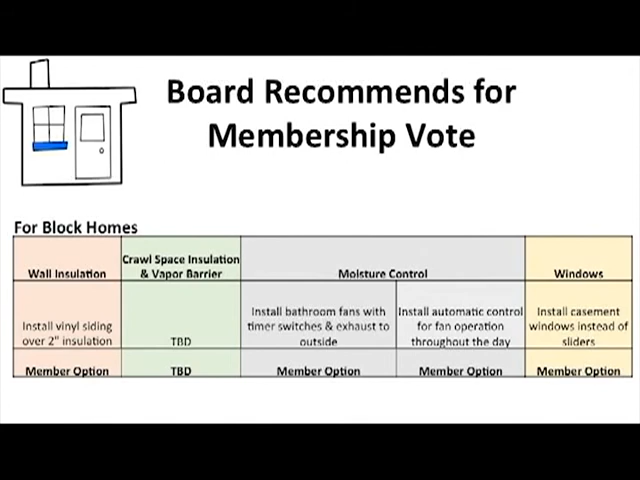 Board Recommends for
Membership Vote
For Block Homes
Wall Insulation
Crawl Space Insulation
& Vapor Barrier
Moisture Control
Windows
Install vinyl siding
over 2" insulation
TBD
Install bathroom fans with
timer switches & exhaust to
outside
Install automatic control
for fan operation
throughout the day
Install casement
windows instead of
sliders
Member Option
TBD
Member Option
Member Option
Member Option